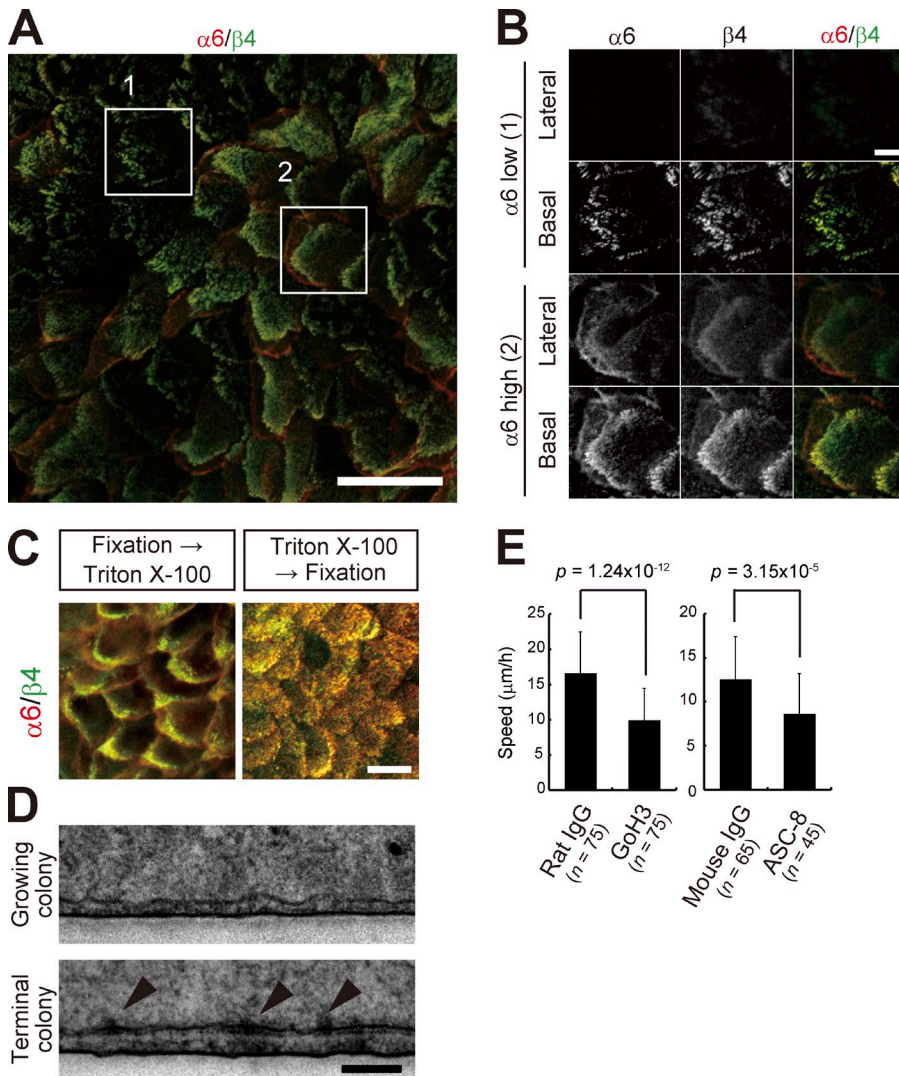 A
α6/β4
1
2
B
α6
β4
α6/β4
α6 low (1)
Lateral
Basal
α6 high (2)
Lateral
Basal
C
Fixation →
Triton X-100
Triton X-100
→ Fixation
α6/β4
D
Growing
colony
Terminal
colony
E
p = 1.24x10-12
p = 3.15x10-5
Speed (μm/h)
25
20
15
10
5
0
20
15
10
5
0
Rat IgG
(n = 75)
GoH3
(n = 75)
Mouse IgG
(n = 65)
ASC-8
(n = 45)